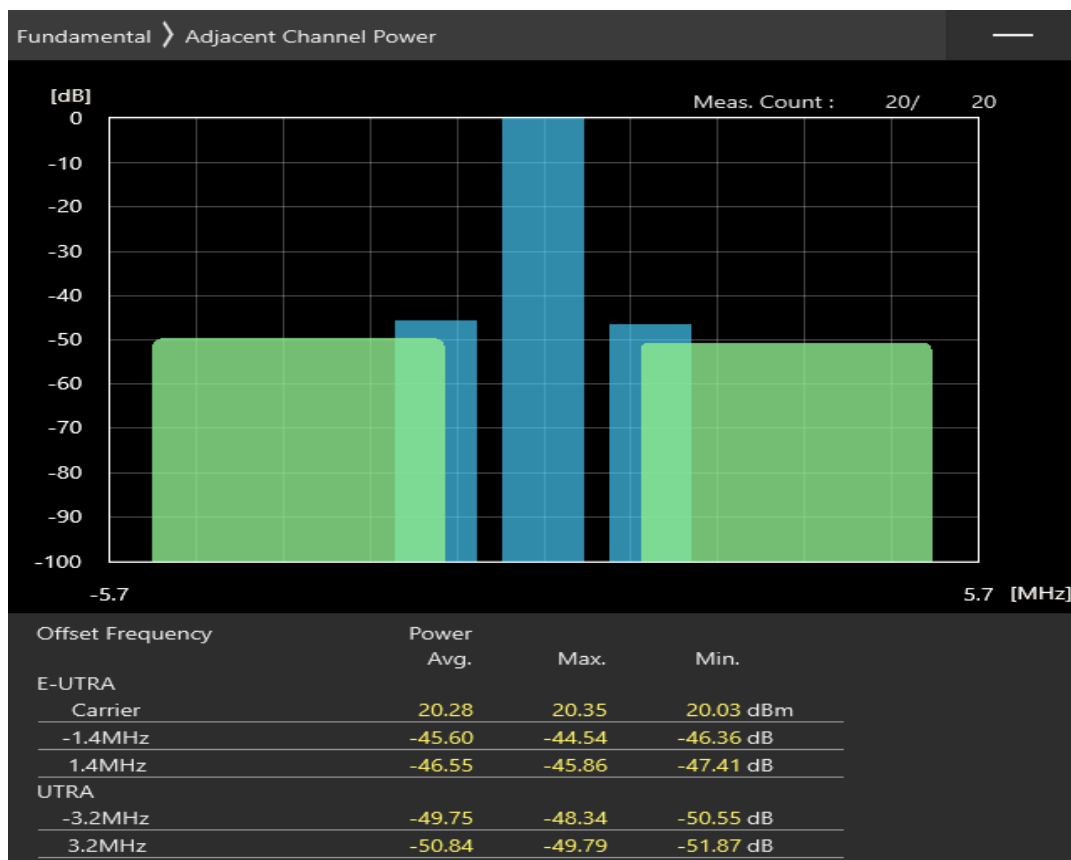 Fundamental 》 Adjacent Channel Power
[dB]
Meas. Count : 20/ 20
0
-10
-20
-30
-40
-50
-60
-70
-80
-90
-100
-5.7 5.7 [MHz]
Offset Frequency Power
Avg. Max. Min.
E-UTRA
Carrier 20.28 20.35 20.03 dBm
-1.4MHz -45.60 -44.54 -46.36 dB
1.4MHz -46.55 -45.86 -47.41 dB
UTRA
-3.2MHz -49.75 -48.34 -50.55 dB
3.2MHz -50.84 -49.79 -51.87 dB